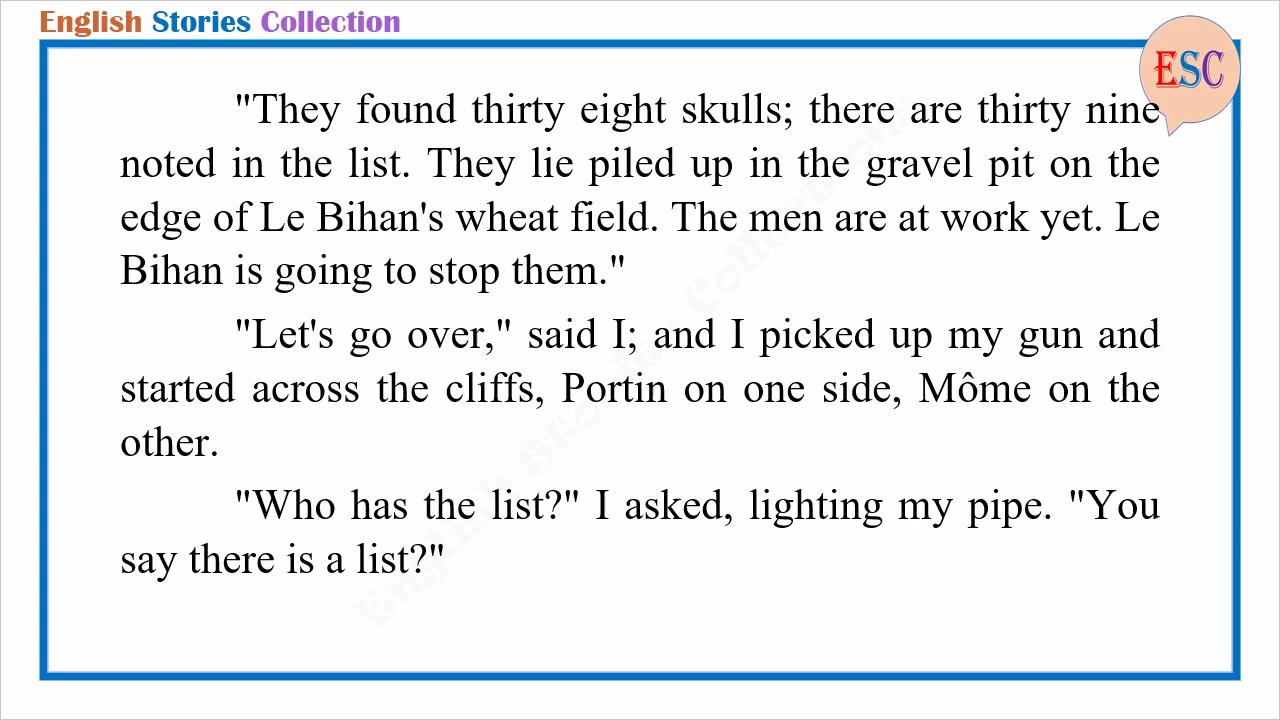 English Stories Collection
ESC
"They found thirty eight skulls; there are thirty nine
noted in the list. They lie piled up in the gravel pit on the
edge of Le Bihan's wheat field. The men are at work yet. Le
Bihan is going to stop them."
"Let's go over," said I; and I picked up my gun and
started across the cliffs, Portin on one side, Môme on the
other.
"Who has the list?" I asked, lighting my pipe. "You
say there is a list?"
English Stories Collections